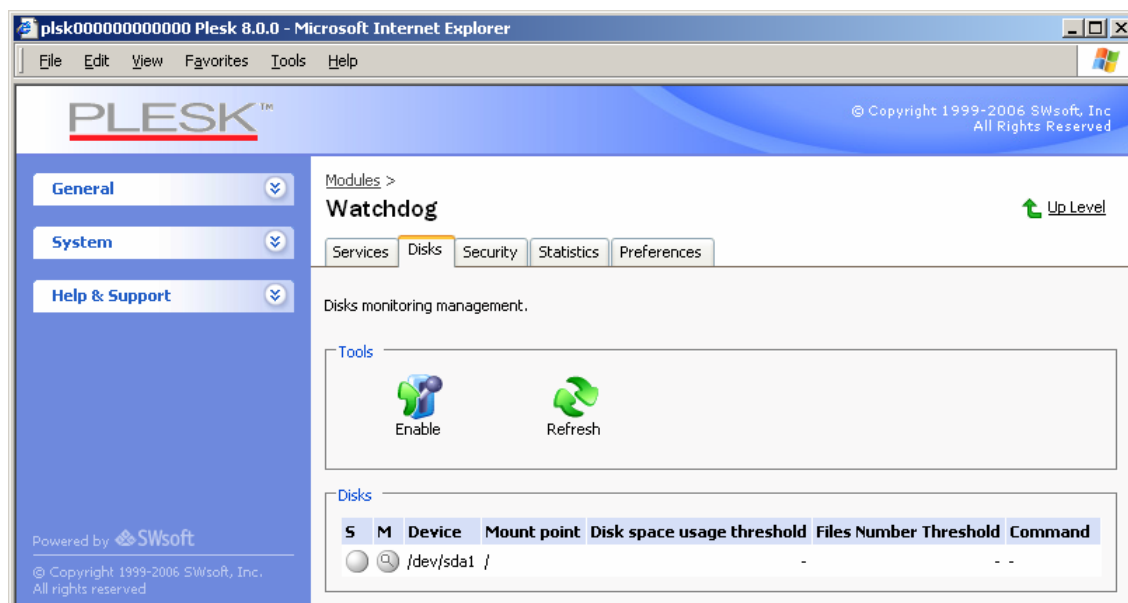 plsk000000000000 Plesk 8.0.0 - Microsoft Internet Explorer
File Edit View Favorites Tools Help
PLESK™
© Copyright 1999-2006 SWsoft, Inc
All Rights Reserved
General
System
Help & Support
Modules >
Watchdog
Up Level
Services Disks Security Statistics Preferences
Disks monitoring management.
Tools
Enable Refresh
Disks
S M Device Mount point Disk space usage threshold Files Number Threshold Command
/dev/sda1 / - - -
Powered by SWsoft
© Copyright 1999-2006 SWsoft, Inc.
All rights reserved